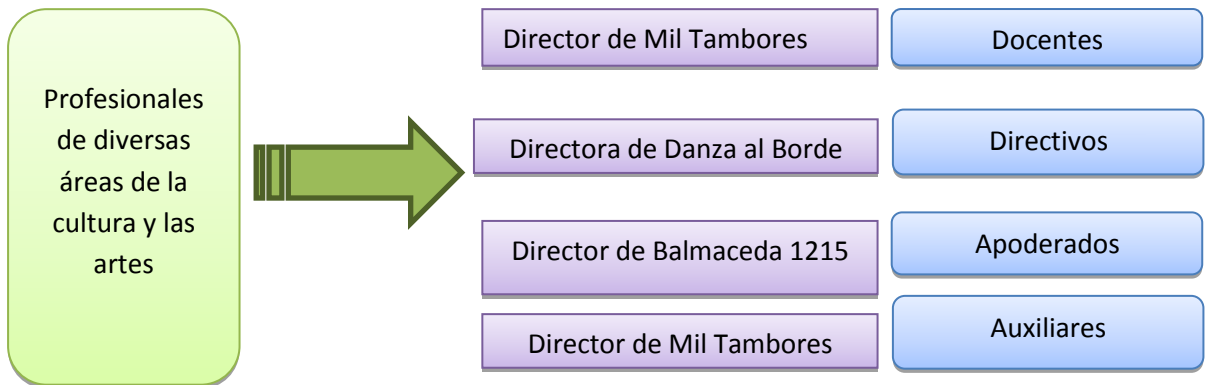 Profesionales
de diversas
áreas de la
cultura y las
artes
Director de Mil Tambores
Docentes
Directora de Danza al Borde
Directivos
Director de Balmaceda 1215
Apoderados
Director de Mil Tambores
Auxiliares